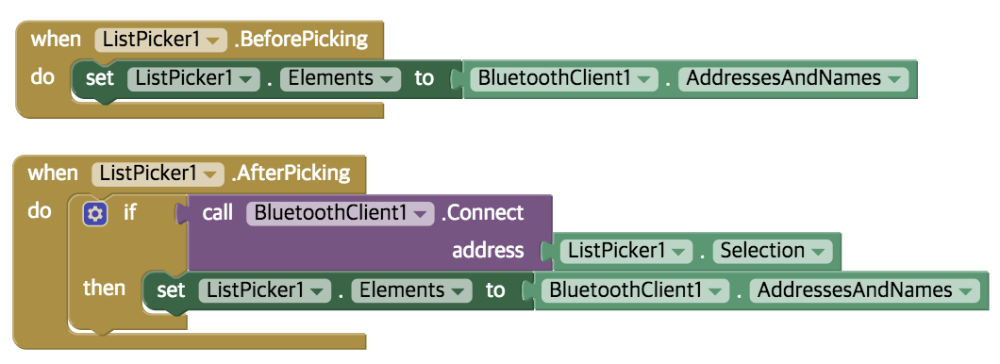 when ListPicker1 .BeforePicking
do set ListPicker1 . Elements to BluetoothClient1 . AddressesAndNames
when ListPicker1 .AfterPicking
do if call BluetoothClient1 .Connect
address ListPicker1 . Selection
then set ListPicker1 . Elements to BluetoothClient1 . AddressesAndNames